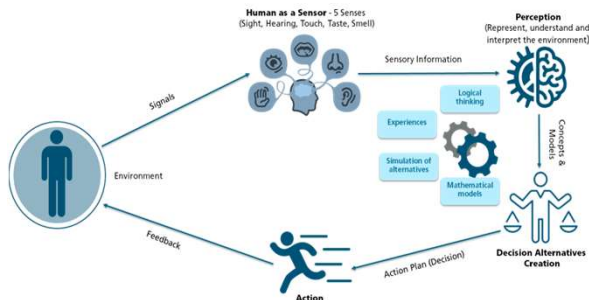 Human as a Sensor - 5 Senses
(Sight, Hearing, Touch, Taste, Smell)
Perception
(Represent, understand and
interpret the environment)
Signals
Sensory Information
Logical
thinking
Experiences
Simulation of
alternatives
Mathematical
models
Concepts
& Models
Environment
Feedback
Action
Action Plan (Decision)
Decision Alternatives
Creation